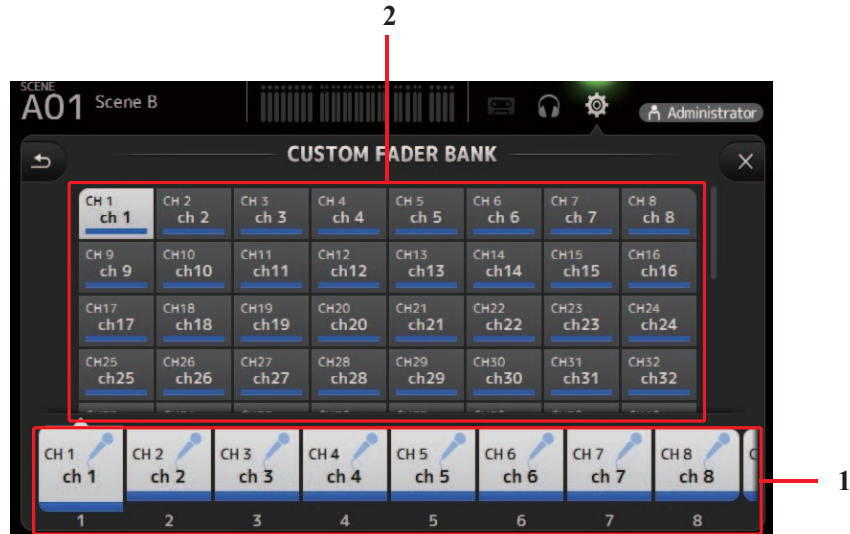 2
SCENE
A01 Scene B
Administrator
CUSTOM FADER BANK
CH 1 CH 2 CH 3 CH 4 CH 5 CH 6 CH 7 CH 8
ch 1 ch 2 ch 3 ch 4 ch 5 ch 6 ch 7 ch 8
CH 9 CH10 CH11 CH12 CH13 CH14 CH15 CH16
ch 9 ch10 ch11 ch12 ch13 ch14 ch15 ch16
CH17 CH18 CH19 CH20 CH21 CH22 CH23 CH24
ch17 ch18 ch19 ch20 ch21 ch22 ch23 ch24
CH25 CH26 CH27 CH28 CH29 CH30 CH31 CH32
ch25 ch26 ch27 ch28 ch29 ch30 ch31 ch32
CH 1 CH 2 CH 3 CH 4 CH 5 CH 6 CH 7 CH 8
ch 1 ch 2 ch 3 ch 4 ch 5 ch 6 ch 7 ch 8
1 2 3 4 5 6 7 8
1